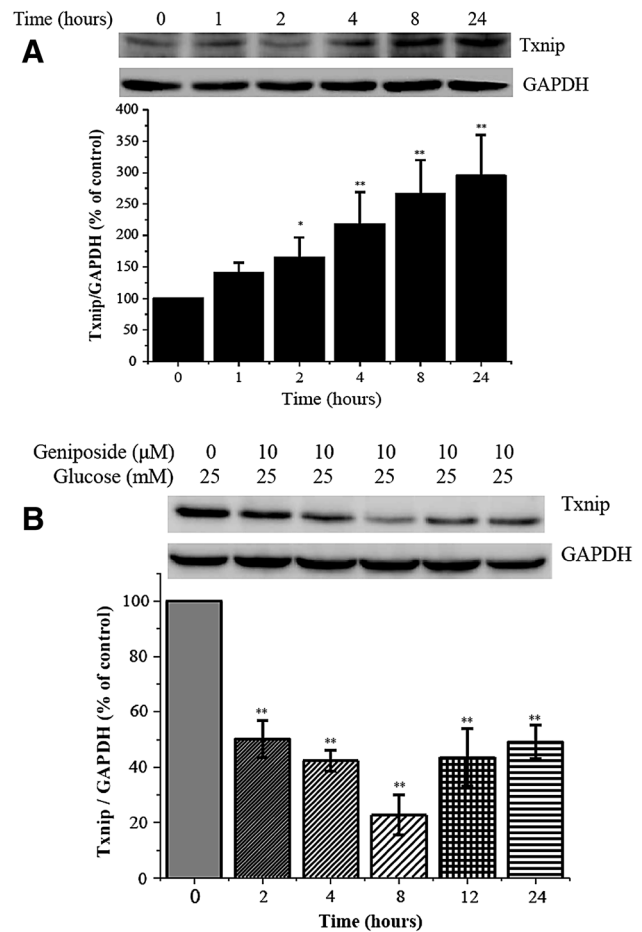 Time (hours) 0 1 2 4 8 24
A
Txnip
GAPDH
400
350
300
250
200
150
100
50
0
Txnip/GAPDH (% of control)
*
**
**
**
0 1 2 4 8 24
Time (hours)
Geniposide (μM) 0 10 10 10 10 10
Glucose (mM) 25 25 25 25 25 25
B
Txnip
GAPDH
100
80
60
40
20
0
Txnip / GAPDH (% of control)
**
**
**
**
**
0 2 4 8 12 24
Time (hours)